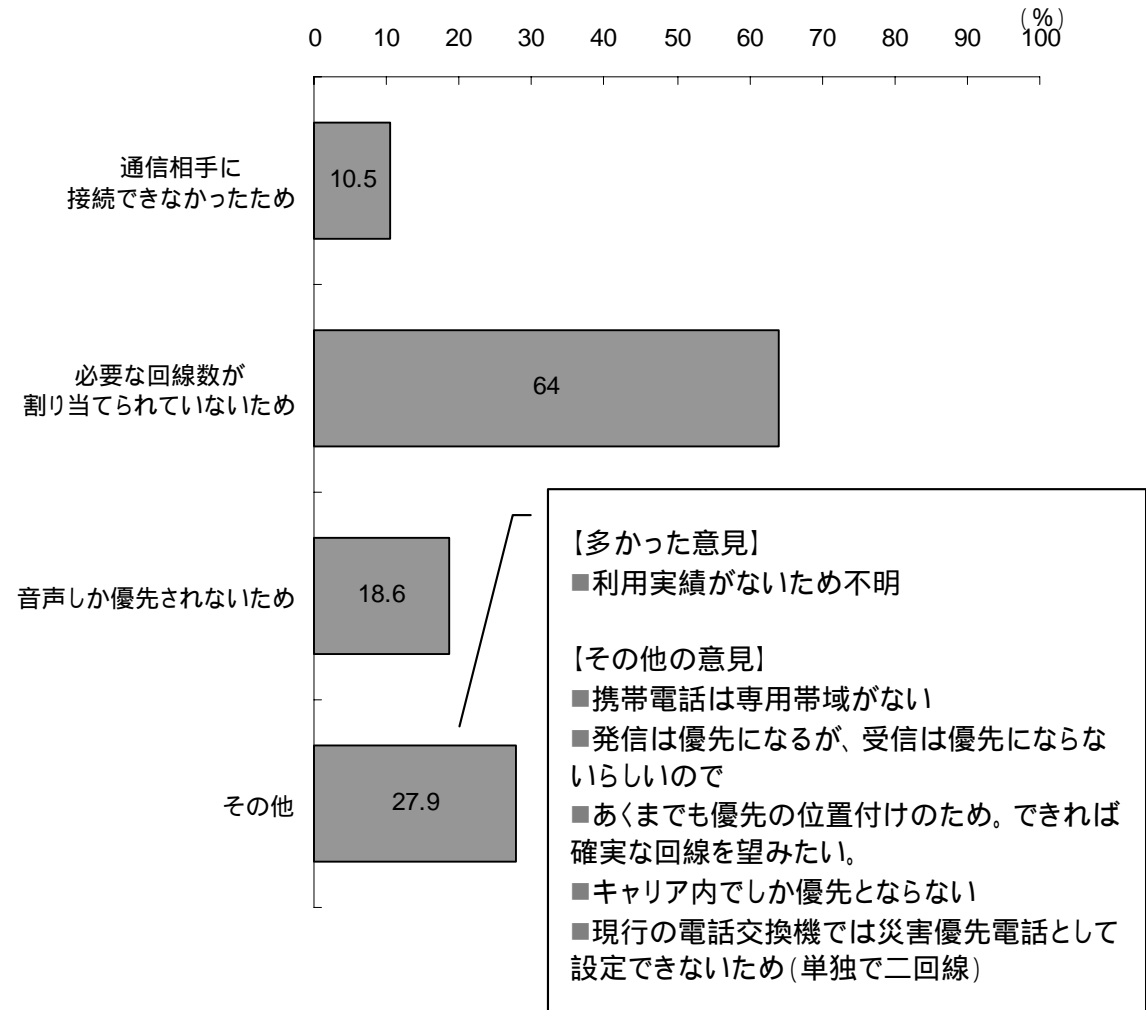 (%)
0 10 20 30 40 50 60 70 80 90 100
通信相手に
接続できなかったため
10.5
必要な回線数が
割り当てられていないため
64
音声しか優先されないため
18.6
その他
27.9
【多かった意見】
■利用実績がないため不明
【その他の意見】
■携帯電話は専用帯域がない
■発信は優先になるが、受信は優先にならな
いらしいので
■あくまでも優先の位置付けのため。できれば
確実な回線を望みたい。
■キャリア内でしか優先とならない
■現行の電話交換機では災害優先電話として
設定できないため(単独で二回線)